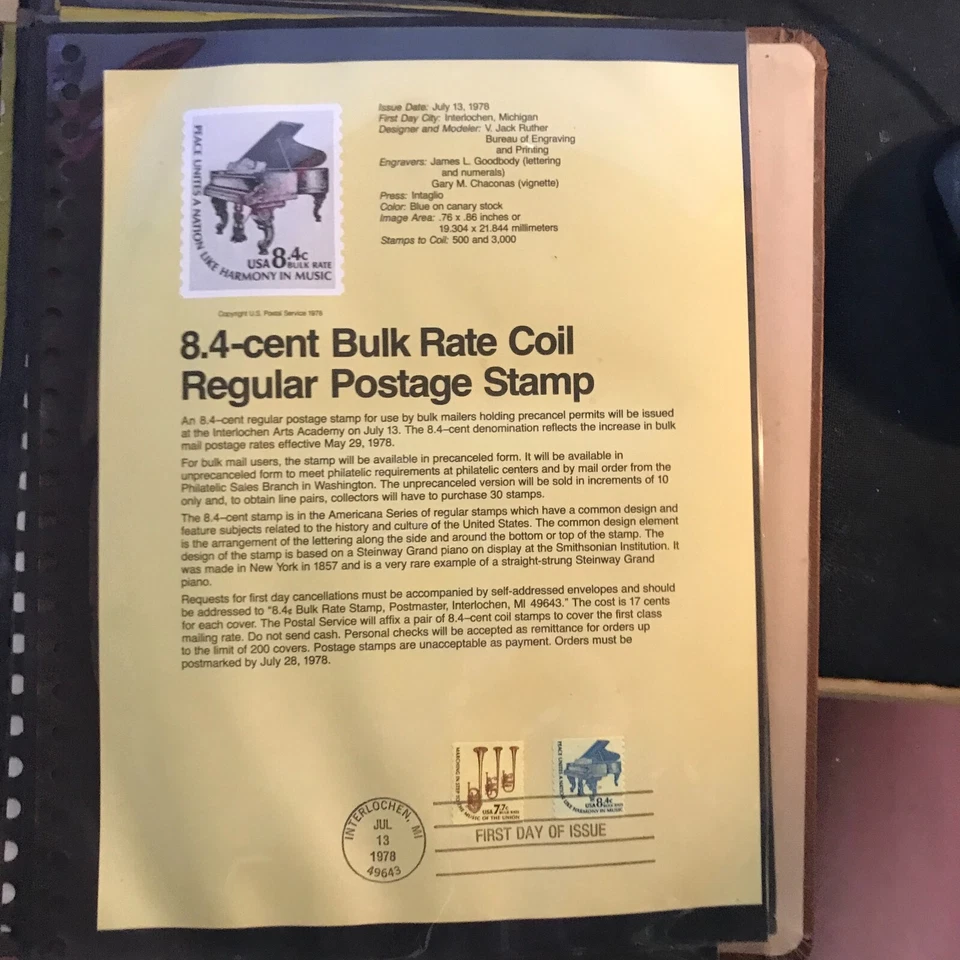 PEACE UNITES A NATION LIKE HARMONY IN MUSIC
USA 8.4c
BULK RATE
Copyright U.S. Postal Service 1978
Issue Date: July 13, 1978
First Day City: Interlochen, Michigan
Designer and Modeler: V. Jack Ruther
Bureau of Engraving
and Printing
Engravers: James L. Goodbody (lettering
and numerals)
Gary M. Chaconas (vignette)
Press: Intaglio
Color: Blue on canary stock
Image Area: .76 x .86 inches or
19.304 x 21.844 millimeters
Stamps to Coil: 500 and 3,000
8.4-cent Bulk Rate Coil
Regular Postage Stamp
An 8.4-cent regular postage stamp for use by bulk mailers holding precancel permits will be issued
at the Interlochen Arts Academy on July 13. The 8.4-cent denomination reflects the increase in bulk
mail postage rates effective May 29, 1978.
For bulk mail users, the stamp will be available in precanceled form. It will be available in
unprecanceled form to meet philatelic requirements at philatelic centers and by mail order from the
Philatelic Sales Branch in Washington. The unprecanceled version will be sold in increments of 10
only and, to obtain line pairs, collectors will have to purchase 30 stamps.
The 8.4-cent stamp is in the Americana Series of regular stamps which have a common design and
feature subjects related to the history and culture of the United States. The common design element
is the arrangement of the lettering along the side and around the bottom or top of the stamp. The
design of the stamp is based on a Steinway Grand piano on display at the Smithsonian Institution. It
was made in New York in 1857 and is a very rare example of a straight-strung Steinway Grand
piano.
Requests for first day cancellations must be accompanied by self-addressed envelopes and should
be addressed to "8.4¢ Bulk Rate Stamp, Postmaster, Interlochen, MI 49643." The cost is 17 cents
for each cover. The Postal Service will affix a pair of 8.4-cent coil stamps to cover the first class
mailing rate. Do not send cash. Personal checks will be accepted as remittance for orders up
to the limit of 200 covers. Postage stamps are unacceptable as payment. Orders must be
postmarked by July 28, 1978.
MARCHING IN STEP TO THE MUSIC OF THE UNION
USA 7.7c
PEACE UNITES A NATION LIKE HARMONY IN MUSIC
USA 8.4c
BULK RATE
INTERLOCHEN, MI
JUL
13
1978
49643
FIRST DAY OF ISSUE